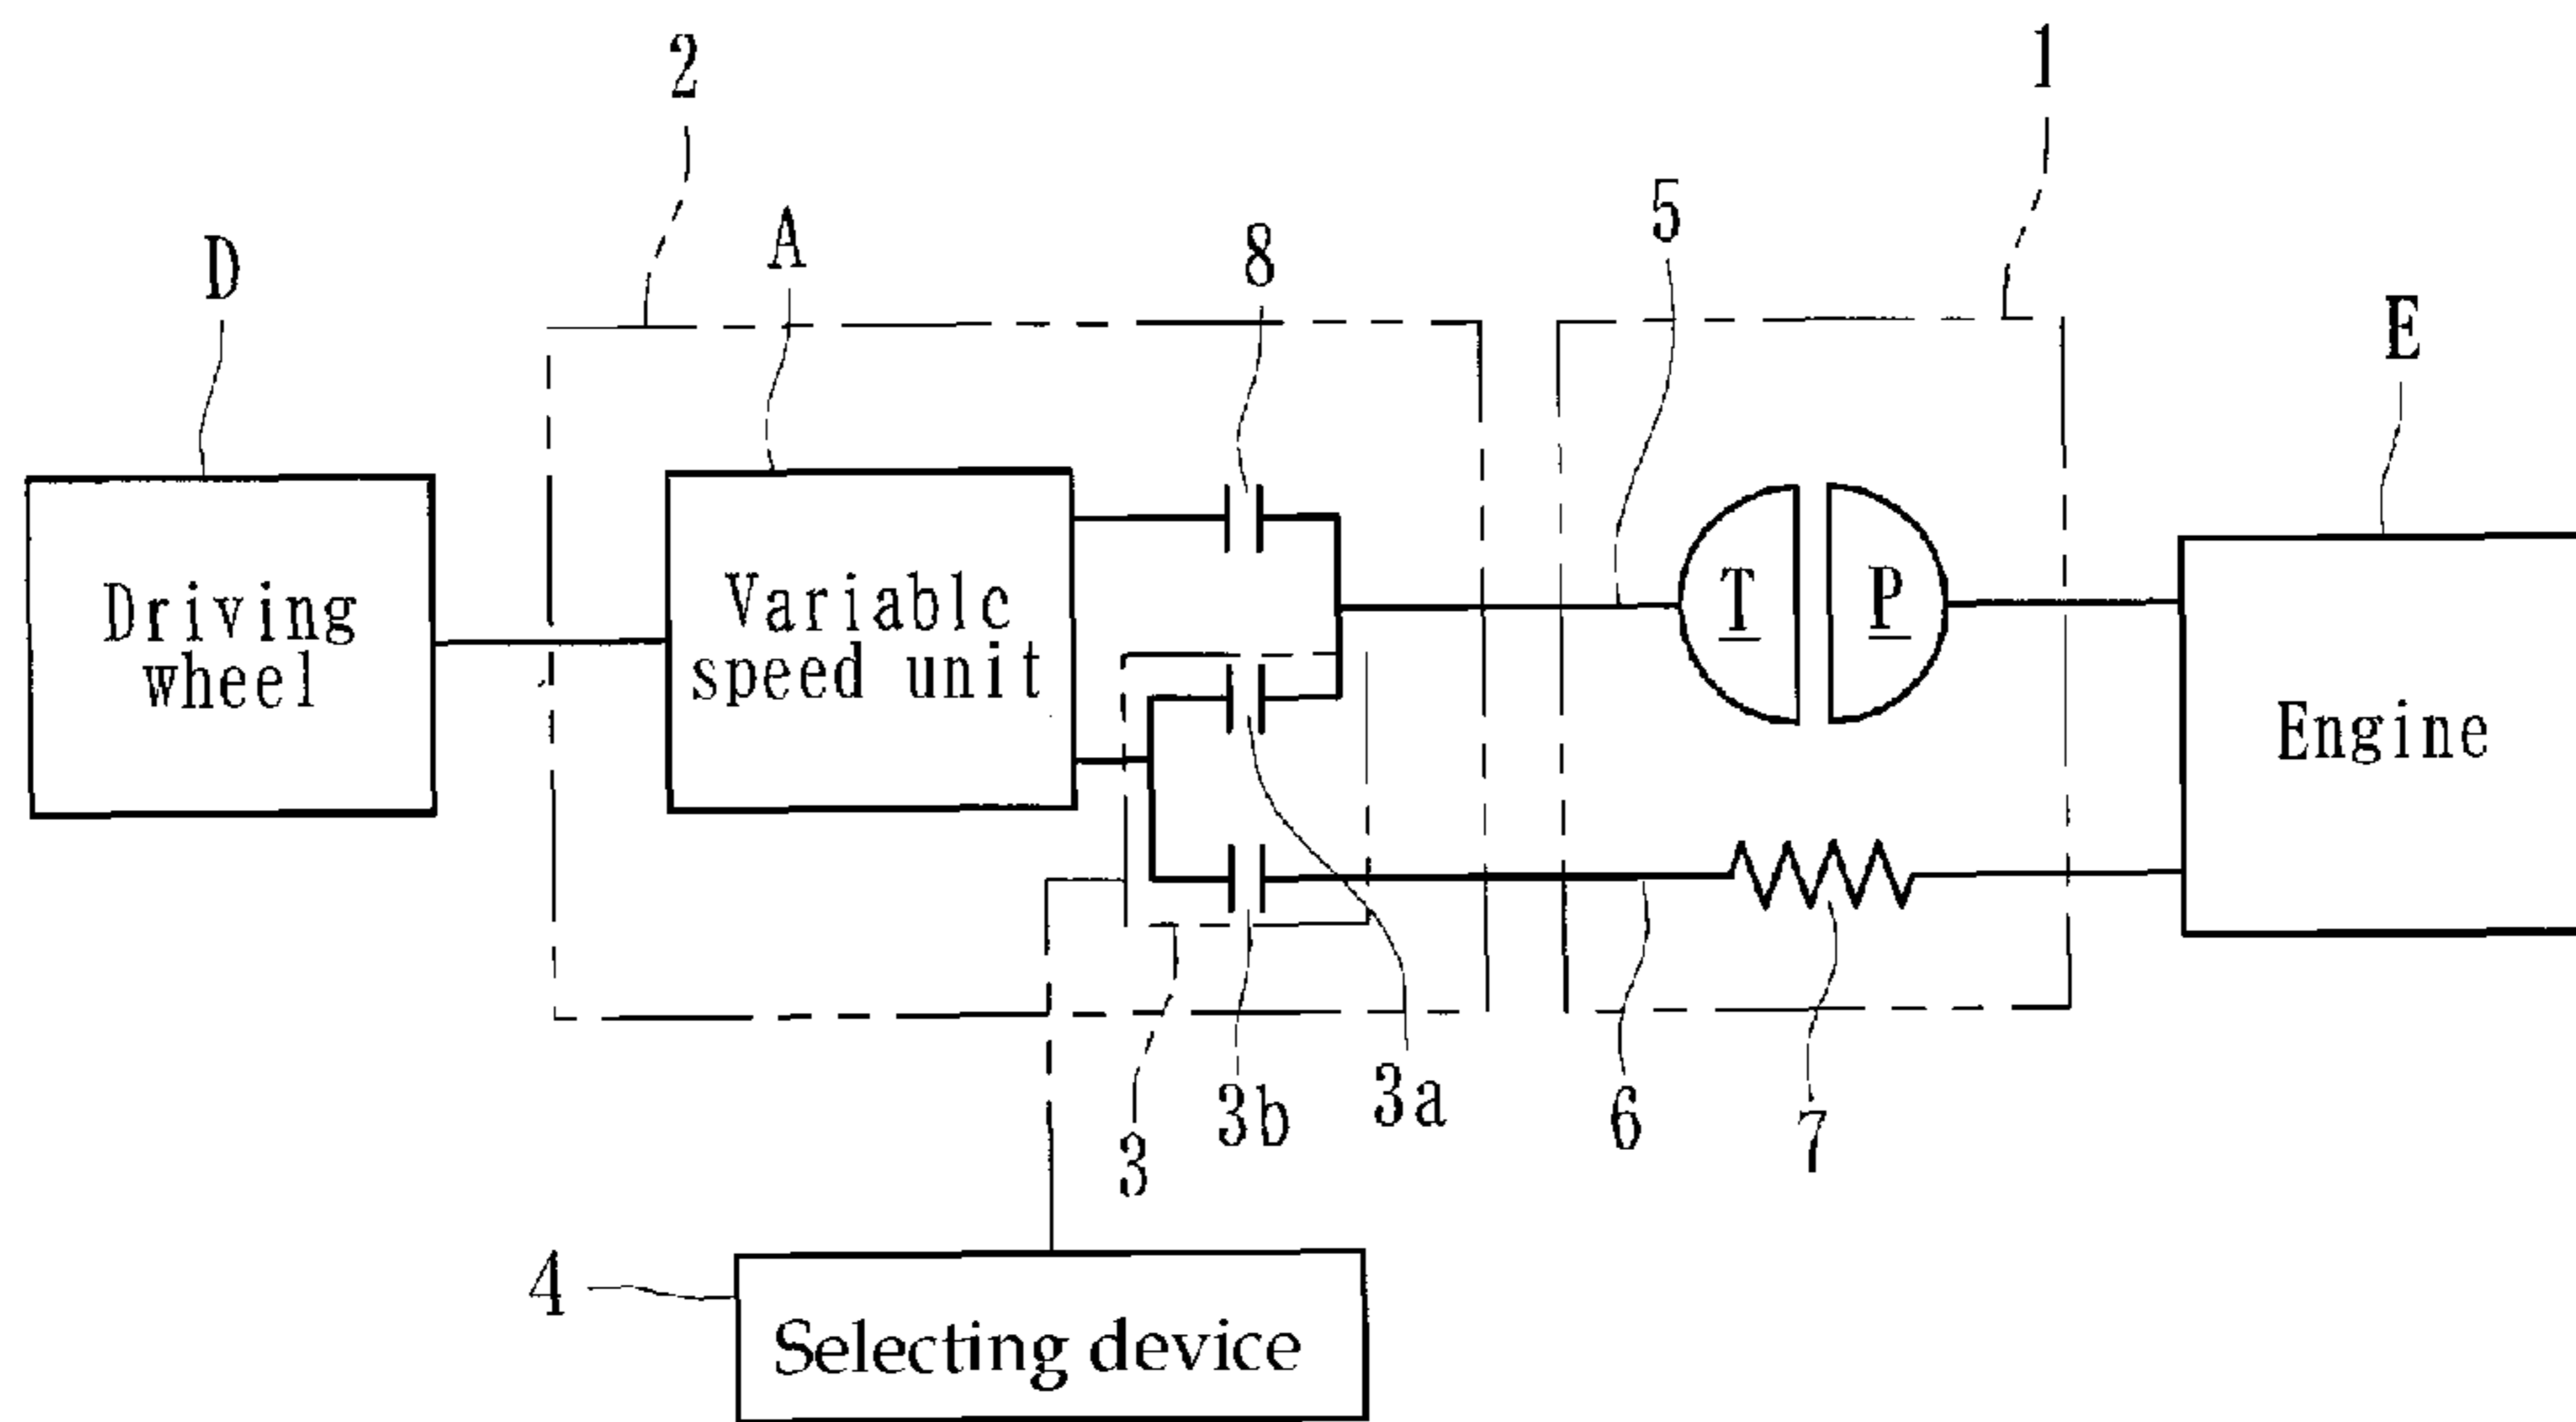 2
1
D
A
8
5
E
Driving
wheel
Variable
speed unit
T
P
Engine
3
3b
3a
6
7
4
Selecting device